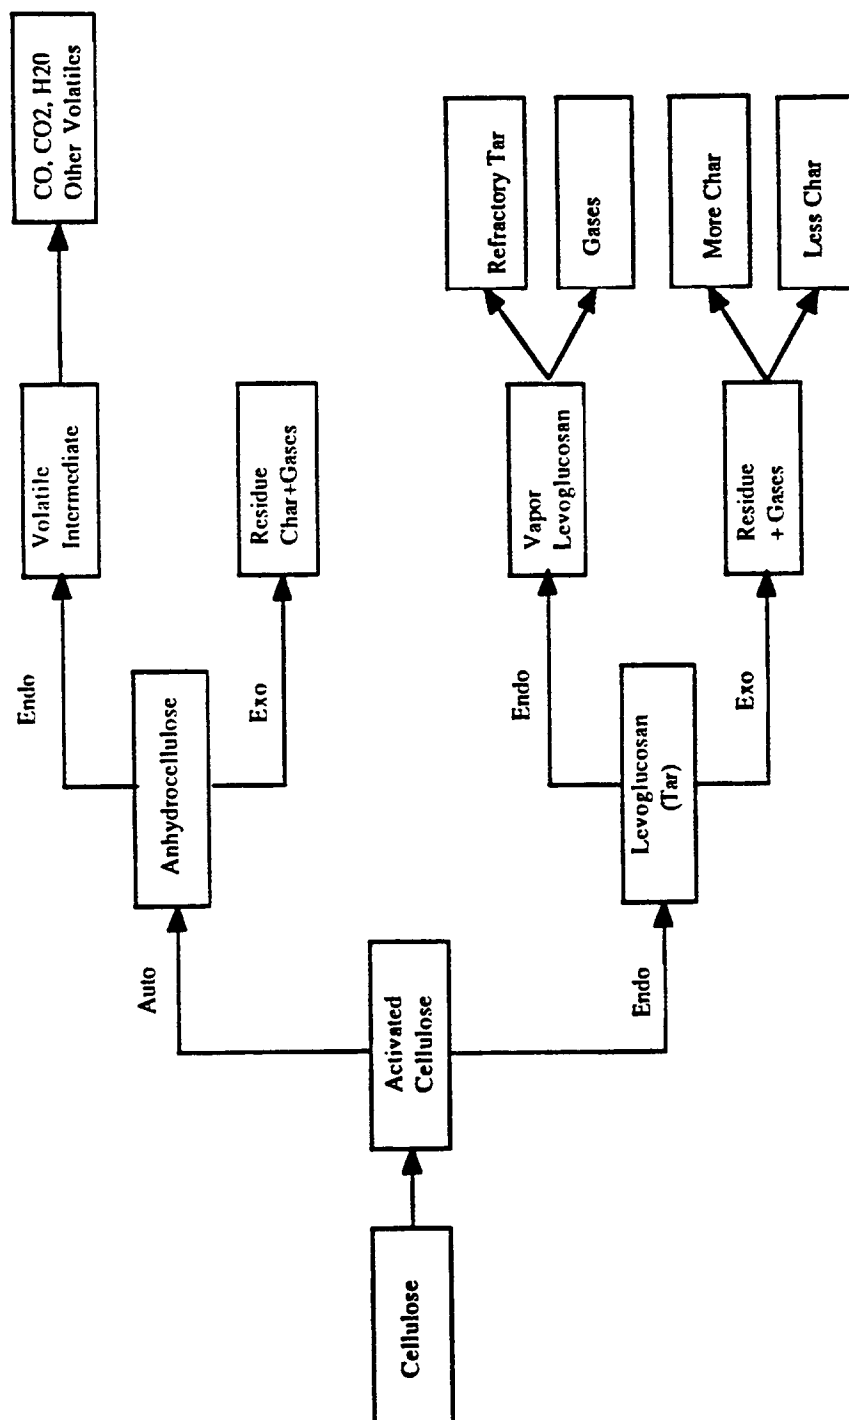 Cellulose
Activated
Cellulose
Auto
Endo
Anhydrocellulose
Levoglucosan
(Tar)
Endo
Exo
Endo
Exo
Volatile
Intermediate
Residue
Char+Gases
Vapor
Levoglucosan
Residue
+ Gases
CO, CO2, H20
Other Volatiles
Refractory Tar
Gases
More Char
Less Char